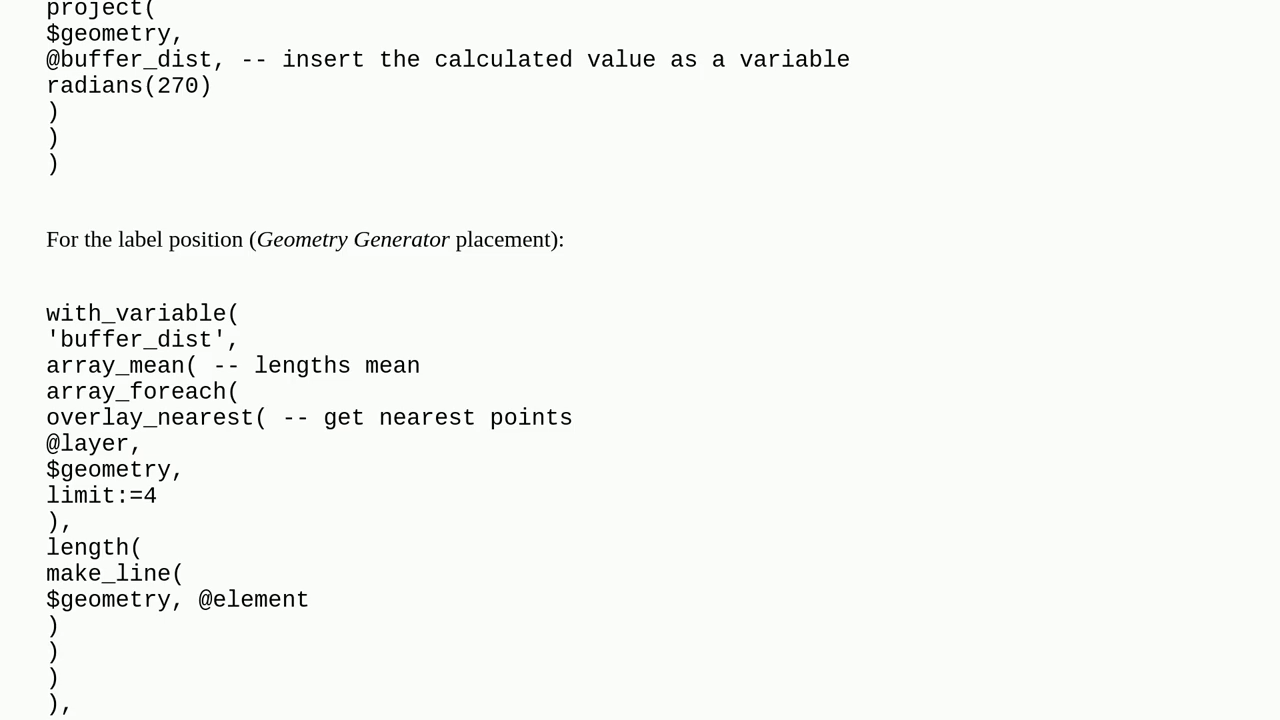 project(
$geometry,
@buffer_dist, -- insert the calculated value as a variable
radians(270)
)
)
)
For the label position (Geometry Generator placement):
with_variable(
'buffer_dist',
array_mean( -- lengths mean
array_foreach(
overlay_nearest( -- get nearest points
@layer,
$geometry,
limit:=4
),
length(
make_line(
$geometry, @element
)
)
)
),